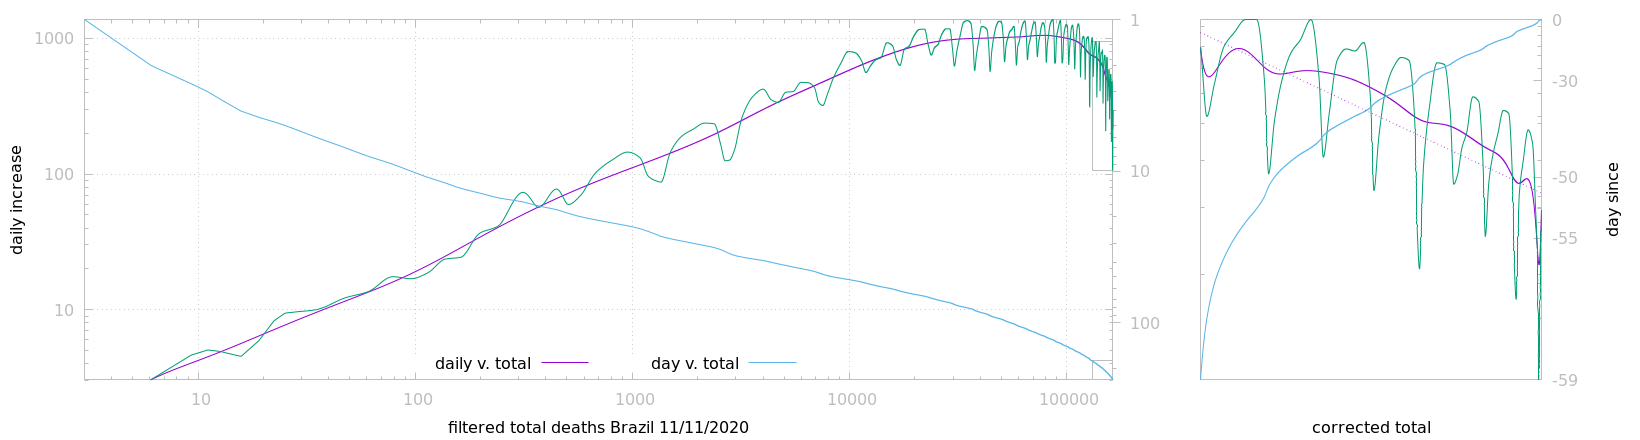 1000
100
10
daily increase
10
100
1000
10000
100000
filtered total deaths Brazil 11/11/2020
daily v. total
day v. total
1
10
100
0
-30
-50
-55
-59
day since
corrected total